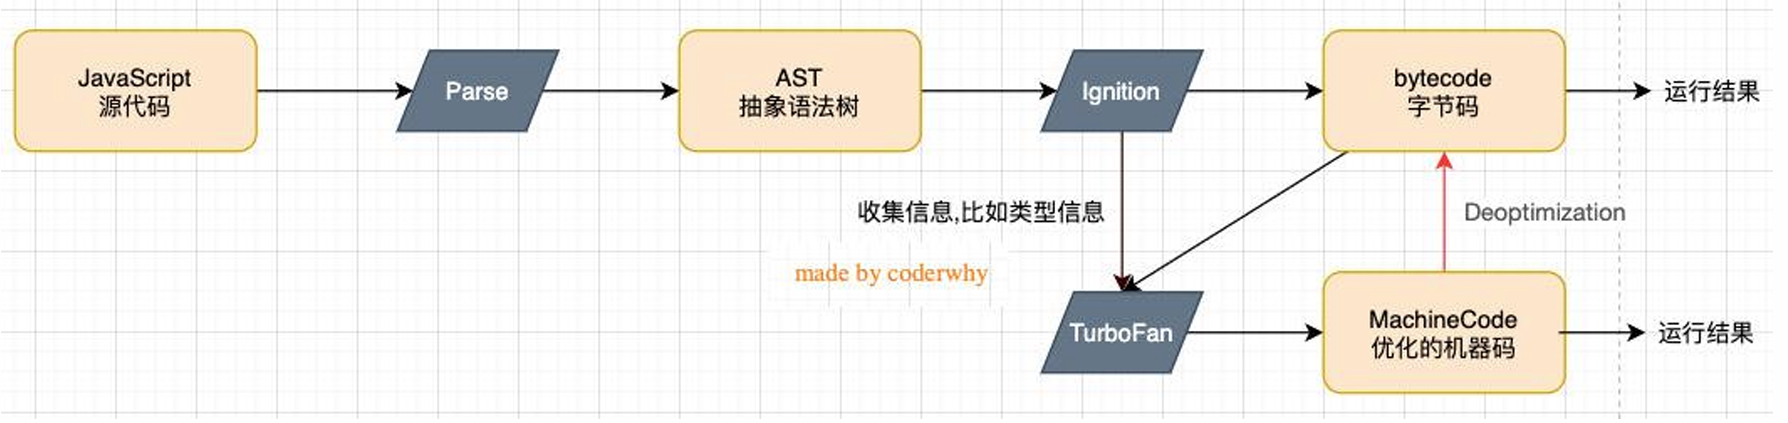 JavaScript
源代码
Parse
AST
抽象语法树
Ignition
bytecode
字节码
运行结果
收集信息,比如类型信息
Deoptimization
made by coderwhy
TurboFan
MachineCode
优化的机器码
运行结果